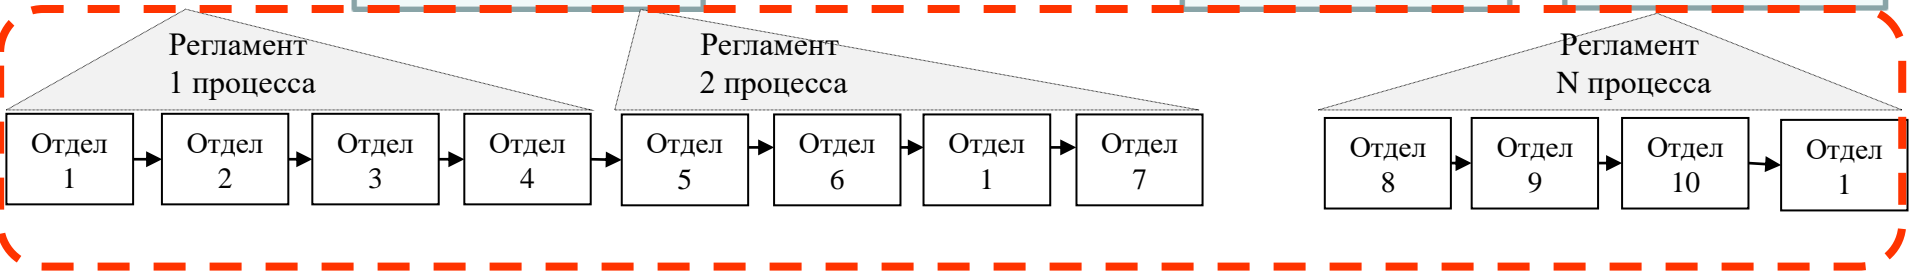 Регламент
1 процесса
Регламент
2 процесса
Регламент
N процесса
Отдел
1
Отдел
2
Отдел
3
Отдел
4
Отдел
5
Отдел
6
Отдел
1
Отдел
7
Отдел
8
Отдел
9
Отдел
10
Отдел
1